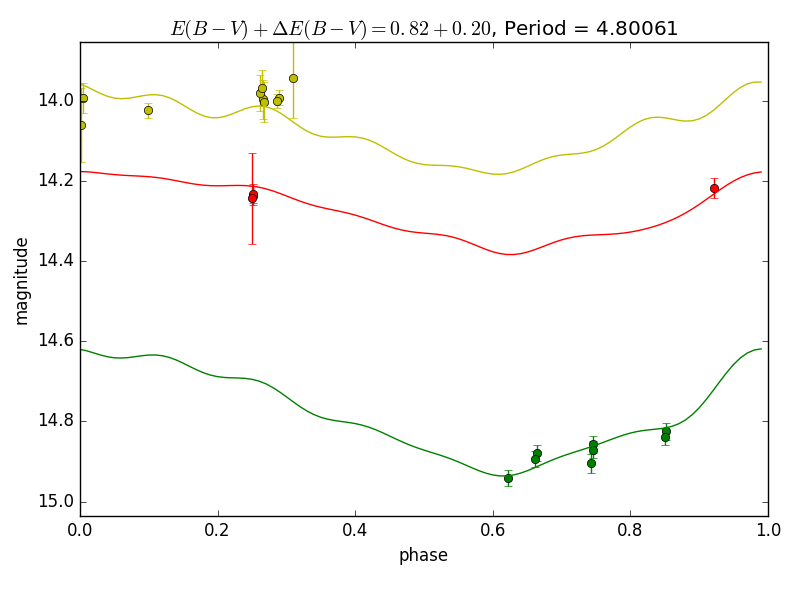 E(B − V) + ΔE(B − V) = 0.82 + 0.20, Period = 4.80061
14.0
14.2
14.4
14.6
14.8
15.0
magnitude
0.0 0.2 0.4 0.6 0.8 1.0
phase